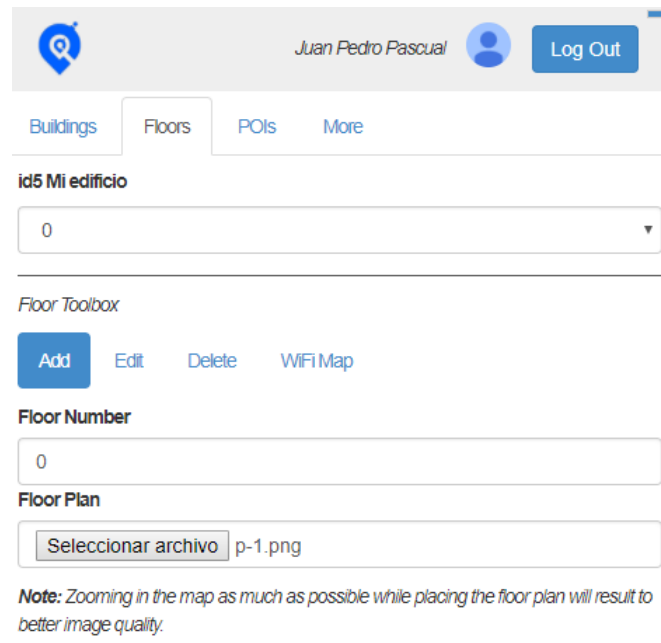 Juan Pedro Pascual Log Out
Buildings Floors POIs More
id5 Mi edificio
0
Floor Toolbox
Add Edit Delete WiFi Map
Floor Number
0
Floor Plan
Seleccionar archivo p-1.png
Note: Zooming in the map as much as possible while placing the floor plan will result to
better image quality.